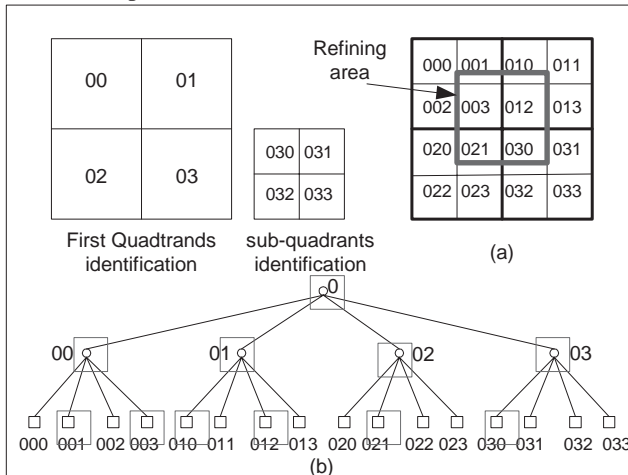 00 01
02 03
030 031
032 033
First Quadtrands
identification
sub-quadrants
identification
Refining
area
000 001 010 011
002 003 012 013
020 021 030 031
022 023 032 033
(a)
0
00 01 02 03
000 001 002 003 010 011 012 013 020 021 022 023 030 031 032 033
(b)